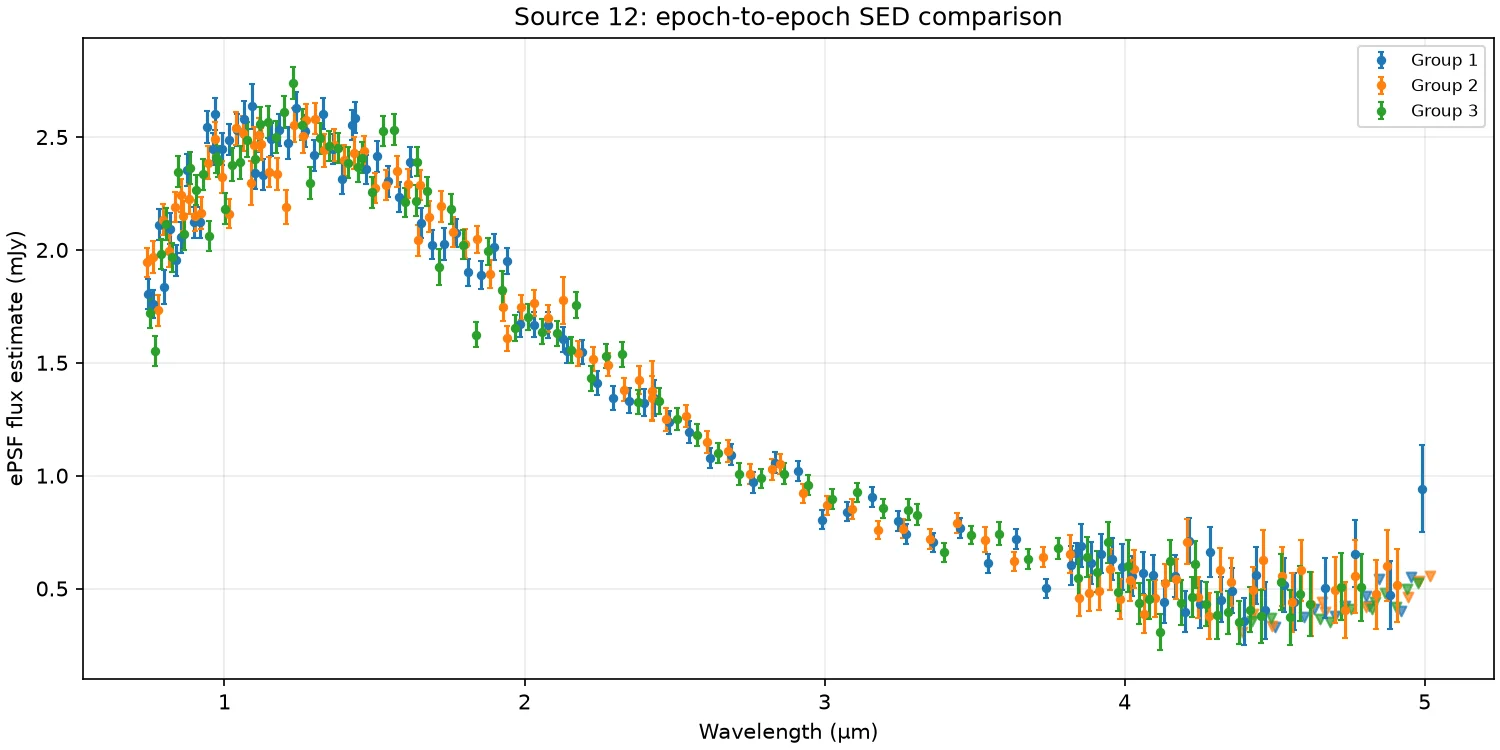 Source 12: epoch-to-epoch SED comparison
Group 1
Group 2
Group 3
ePSF flux estimate (mJy)
2.5
2.0
1.5
1.0
0.5
1 2 3 4 5
Wavelength (μm)